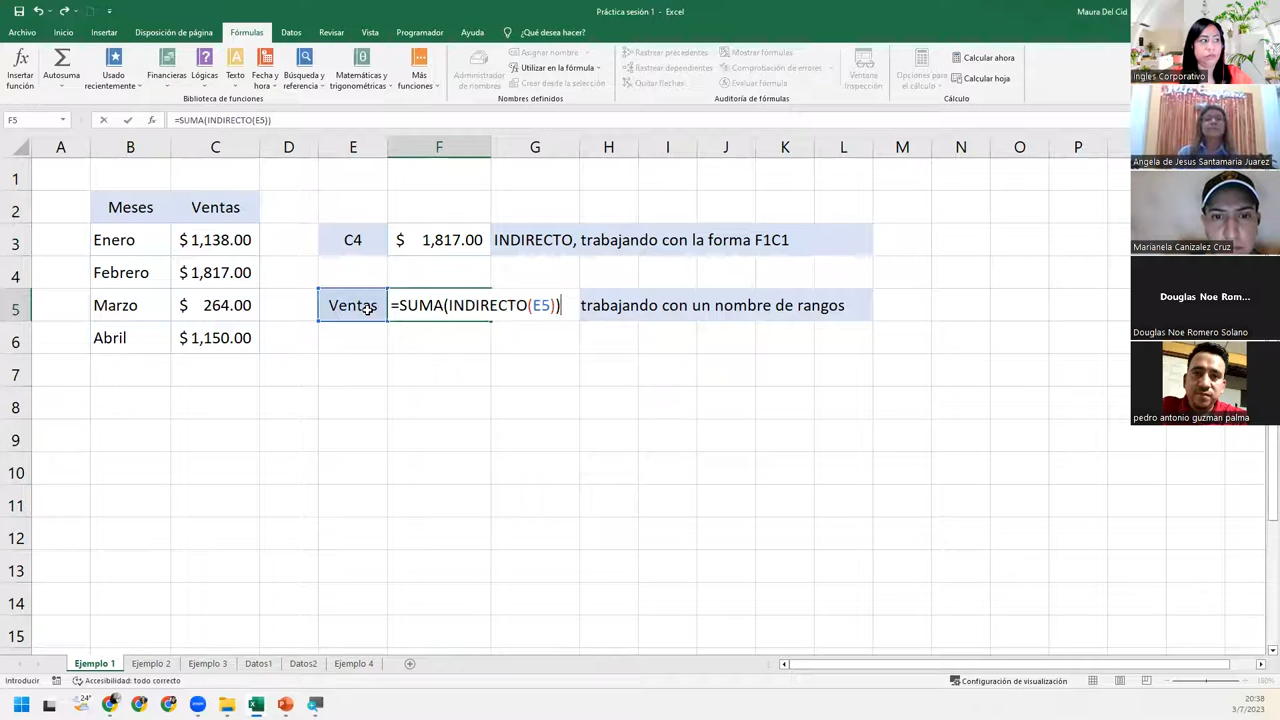 Práctica sesión 1 - Excel
Maura Del Cid
Archivo Inicio Insertar Disposición de página Fórmulas Datos Revisar Vista Programador Ayuda ¿Qué desea hacer?
Insertar función
Autosuma
Usado recientemente
Financieras
Lógicas
Texto
Fecha y hora
Búsqueda y referencia
Matemáticas y trigonométricas
Más funciones
Biblioteca de funciones
Administrador de nombres
Asignar nombre
Utilizar en la fórmula
Crear desde la selección
Nombres definidos
Rastrear precedentes
Rastrear dependientes
Quitar flechas
Mostrar fórmulas
Comprobación de errores
Evaluar fórmula
Auditoría de fórmulas
Ventana Inspección
Opciones para el cálculo
Calcular ahora
Calcular hoja
Cálculo
F5 fx =SUMA(INDIRECTO(E5))
A B C D E F G H I J K L M N O P
1
2 Meses Ventas
3 Enero $ 1,138.00 C4 $ 1,817.00 INDIRECTO, trabajando con la forma F1C1
4 Febrero $ 1,817.00
5 Marzo $ 264.00 Ventas =SUMA(INDIRECTO(E5)) trabajando con un nombre de rangos
6 Abril $ 1,150.00
7
8
9
10
11
12
13
14
15
Ejemplo 1 Ejemplo 2 Ejemplo 3 Datos1 Datos2 Ejemplo 4
Introducir Accesibilidad: todo correcto Configuración de visualización
24°
20:38
3/7/2023
Ingles Corporativo
Angela de Jesus Santamaria Juarez
Marianela Canizalez Cruz
Douglas Noe Rom...
Douglas Noe Romero Solano
pedro antonio guzman palma